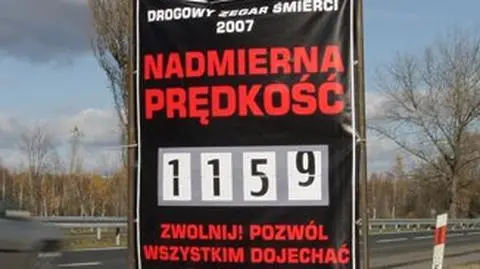 DROGOWY ZEGAR ŚMIERCI
2007
NADMIERNA
PRĘDKOŚĆ
1159
ZWOLNIJ! POZWÓL
WSZYSTKIM DOJECHAĆ